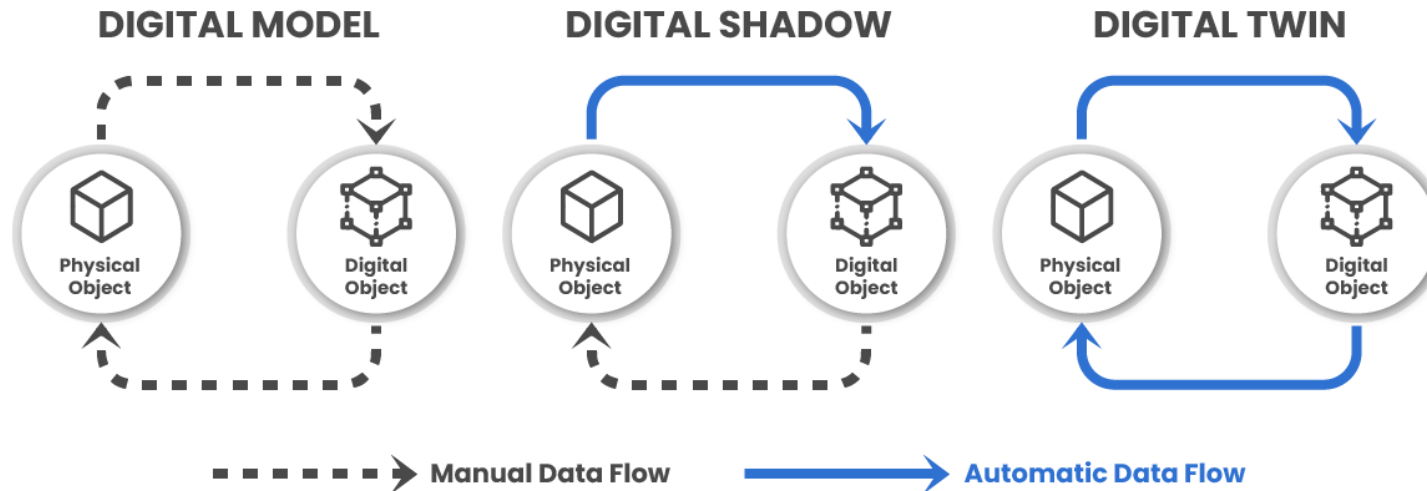 DIGITAL MODEL
DIGITAL SHADOW
DIGITAL TWIN
Physical
Object
Digital
Object
Physical
Object
Digital
Object
Physical
Object
Digital
Object
Manual Data Flow
Automatic Data Flow